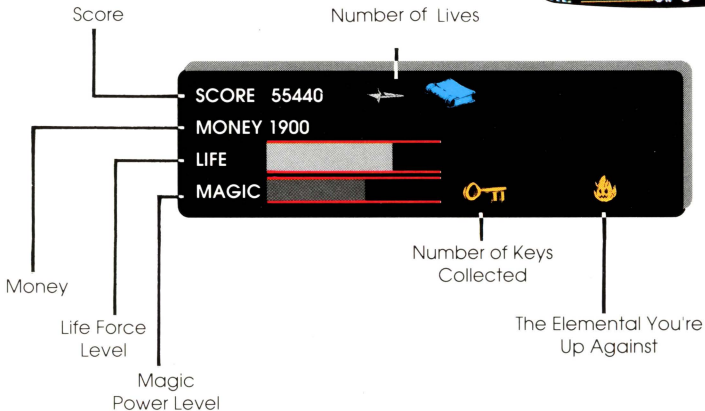 Score
Number of Lives
SCORE 55440
MONEY 1900
LIFE
MAGIC
Number of Keys
Collected
Money
The Elemental You're
Up Against
Life Force
Level
Magic
Power Level